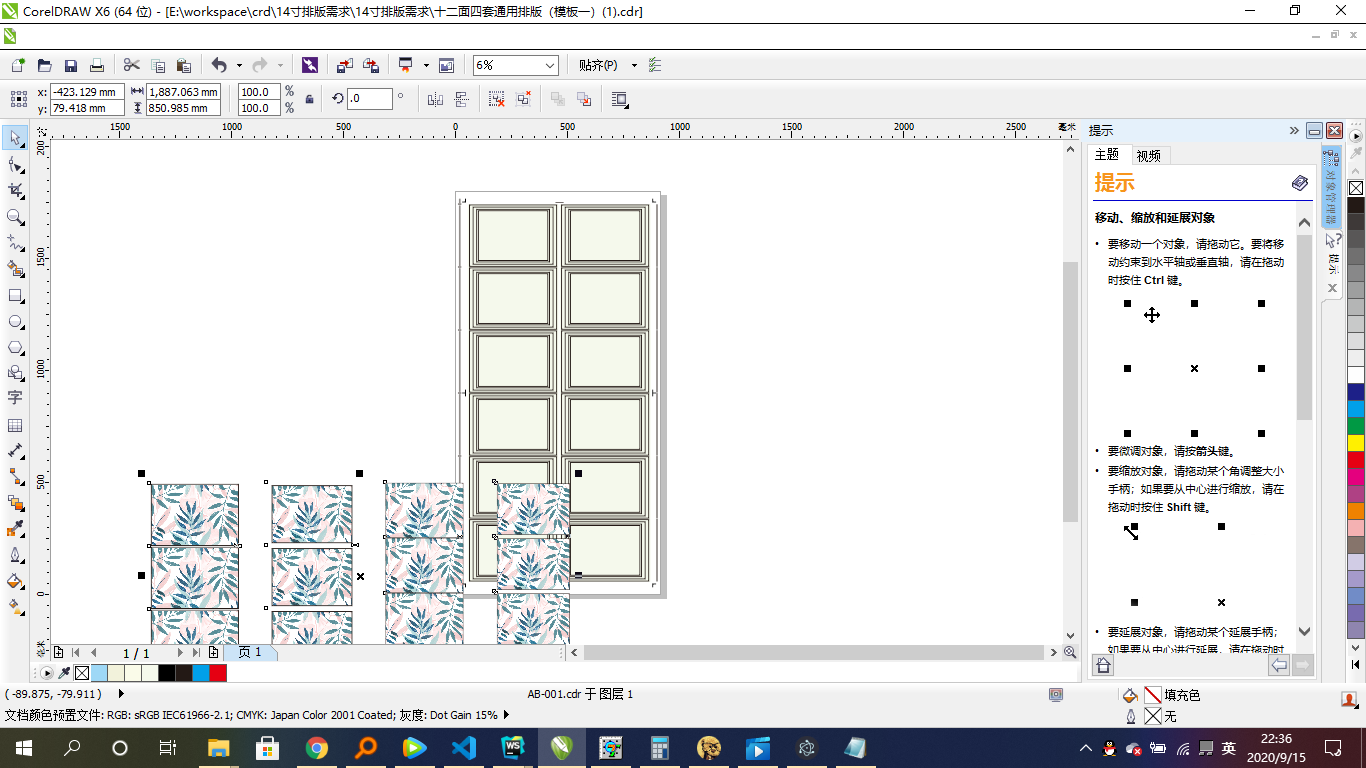 CorelDRAW X6 (64 位) - [E:\workspace\crd\14寸排版需求\14寸排版需求\十二面四套通用排版（模板一）(1).cdr]
6%
贴齐(P)
x: -423.129 mm
y: 79.418 mm
1,887.063 mm
850.985 mm
100.0 %
100.0 %
.0 °
1500 1000 500 0 500 1000 1500 2000 2500 毫米
200
1500
1000
500
0
毫米
字
提示
主题
视频
提示
移动、缩放和延展对象
• 要移动一个对象，请拖动它。要将移
动约束到水平轴或垂直轴，请在拖动
时按住 Ctrl 键。
• 要微调对象，请按箭头键。
• 要缩放对象，请拖动某个角调整大小
手柄；如果要从中心进行缩放，请在
拖动时按住 Shift 键。
• 要延展对象，请拖动某个延展手柄；
如果要从中心进行延展，请在拖动时
对象管理器
提示
1 / 1
页 1
( -89.875, -79.911 )
AB-001.cdr 于 图层 1
填充色
文档颜色预置文件: RGB: sRGB IEC61966-2.1; CMYK: Japan Color 2001 Coated; 灰度: Dot Gain 15%
无
WS
英
22:36
2020/9/15